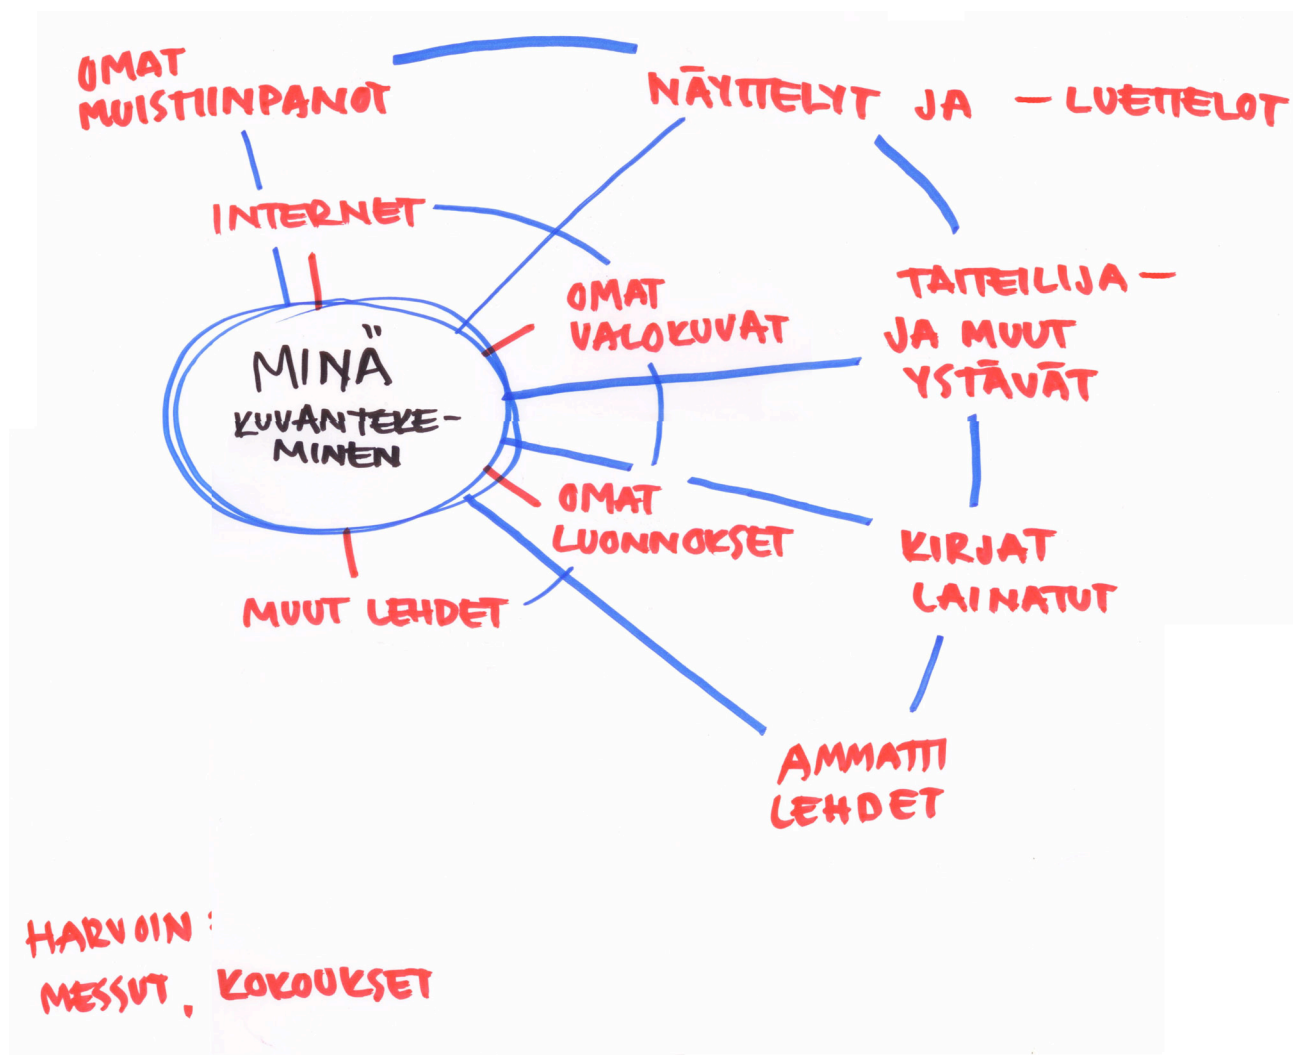 OMAT
MUISTIINPANOT
NÄYTTELYT JA - LUETTELOT
INTERNET
OMAT
VALOKUVAT
TAITEILIJA-
JA MUUT
YSTÄVÄT
MINÄ
KUVANTEKE-
MINEN
OMAT
LUONNOKSET
KIRJAT
LAINATUT
MUUT LEHDET
AMMATTI
LEHDET
HARVOIN:
MESSUT, KOKOUKSET